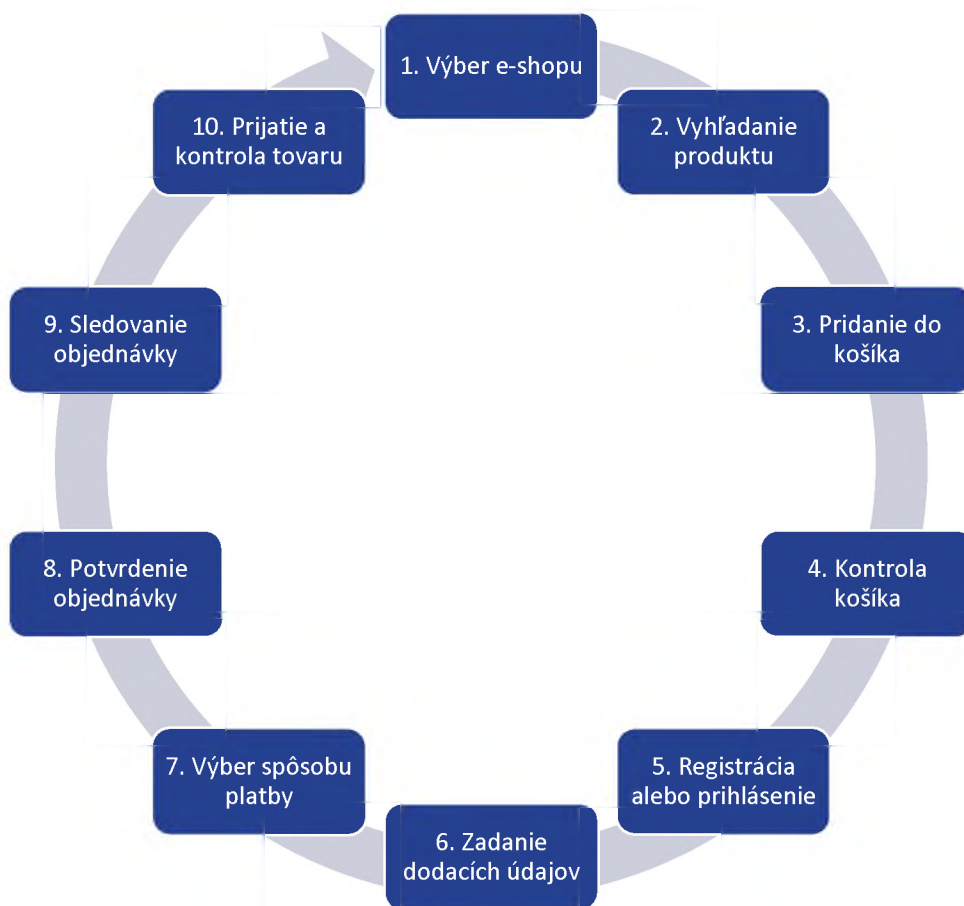 1. Výber e-shopu
2. Vyhľadanie
produktu
3. Pridanie do
košíka
4. Kontrola
košíka
5. Registrácia
alebo prihlásenie
6. Zadanie
dodacích údajov
7. Výber spôsobu
platby
8. Potvrdenie
objednávky
9. Sledovanie
objednávky
10. Prijatie a
kontrola tovaru